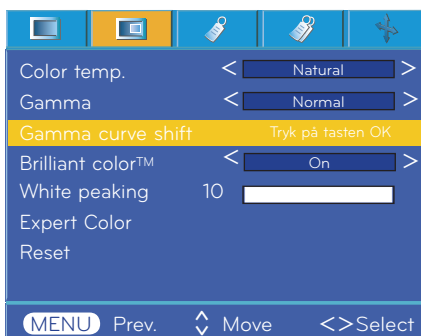 Color temp. < Natural >
Gamma < Normal >
Gamma curve shift Tryk på tasten OK
Brilliant color™ < On >
White peaking 10
Expert Color
Reset
MENU Prev. Move <>Select